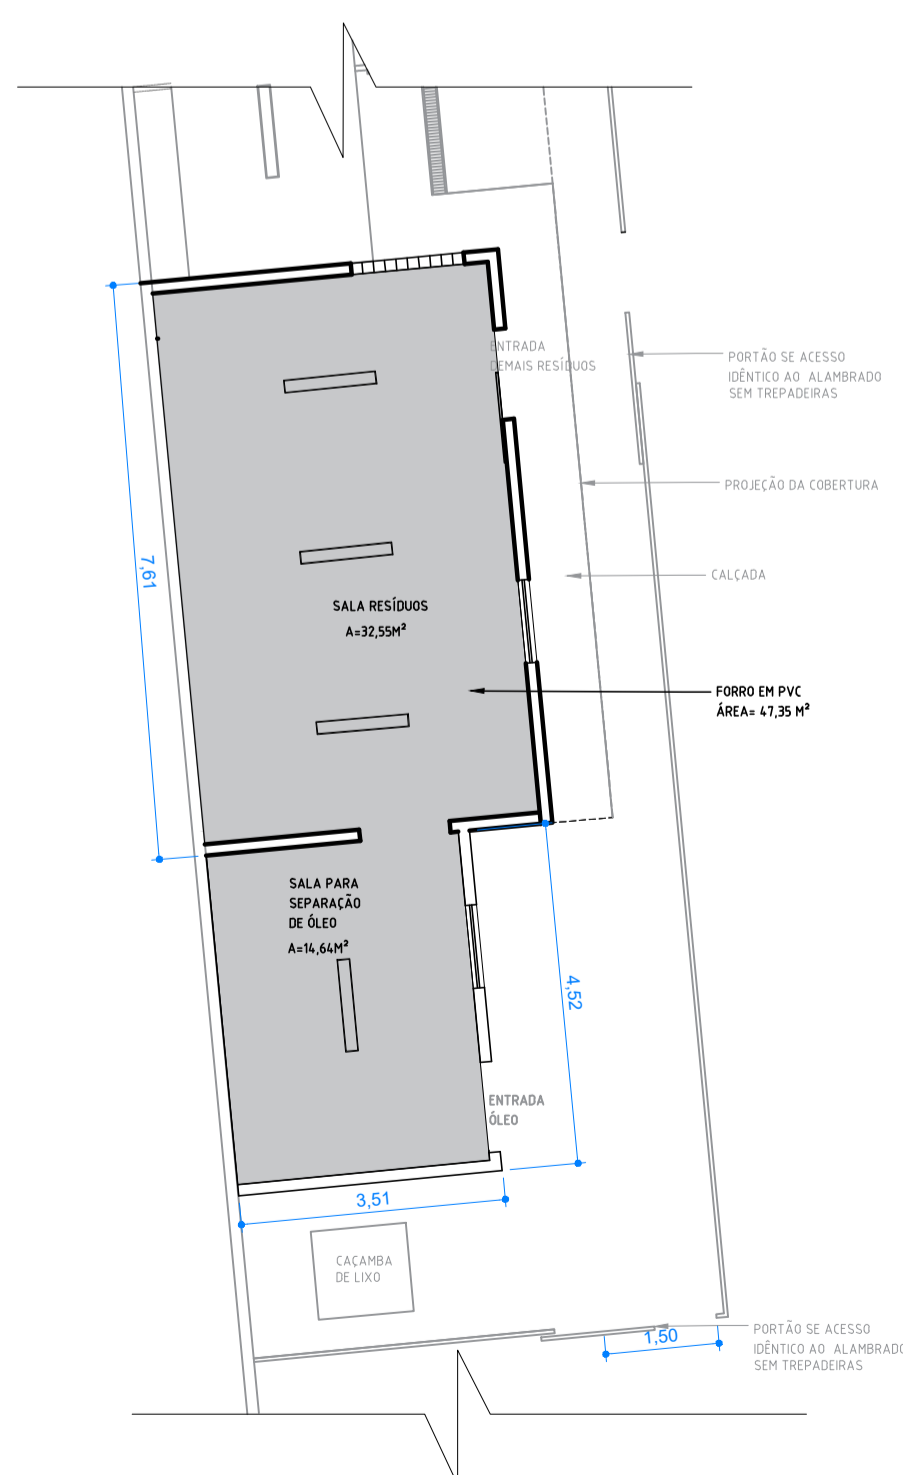 ENTRADA
DEMAIS RESÍDUOS
PORTÃO SE ACESSO
IDÊNTICO AO ALAMBRADO
SEM TREPADEIRAS
PROJEÇÃO DA COBERTURA
7,61
CALÇADA
SALA RESÍDUOS
A=32,55M²
FORRO EM PVC
ÁREA= 47,35 M²
SALA PARA
SEPARAÇÃO
DE ÓLEO
A=14,64M²
4,52
ENTRADA
ÓLEO
3,51
CAÇAMBA
DE LIXO
1,50
PORTÃO SE ACESSO
IDÊNTICO AO ALAMBRADO
SEM TREPADEIRAS